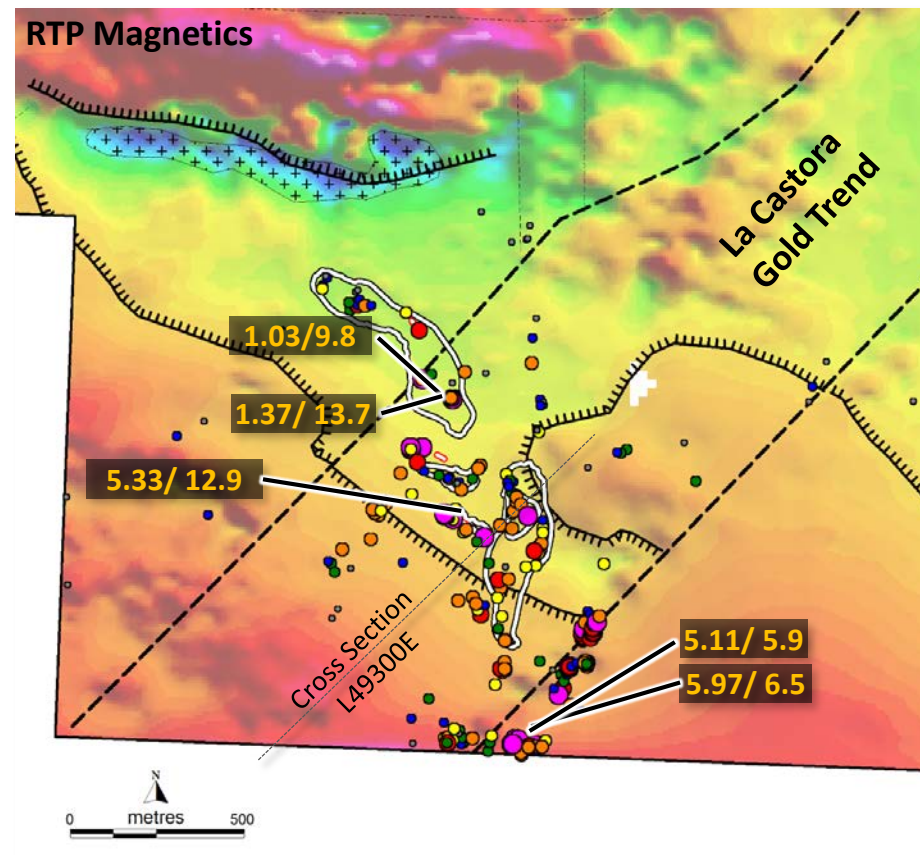 RTP Magnetics
La Castora
Gold Trend
1.03/9.8
1.37/ 13.7
5.33/ 12.9
Cross Section
L49300E
5.11/ 5.9
5.97/ 6.5
N
metres
0 500